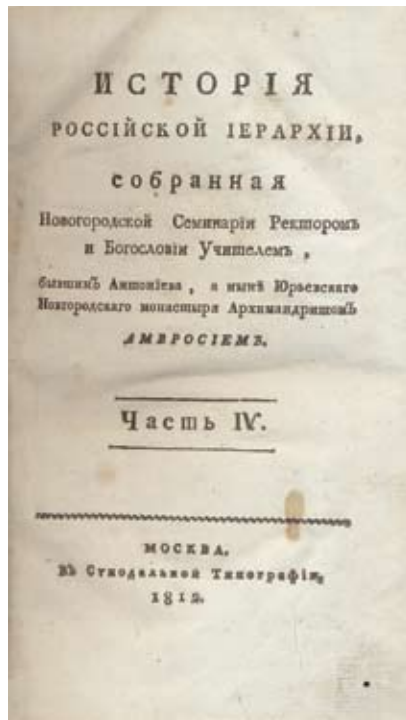 ИСТОРІЯ
РОССІЙСКОЙ ІЕРАРХІИ,
собранная
Новогородской Семинаріи Ректоромъ
и Богословіи Учителемъ,
бывшимъ Антоніева, а нынѣ Юрьевскаго
Новгородскаго монастыря Архимандритомъ
АМВРОСІЕМЪ.
Часть IV.
МОСКВА.
Въ Сѵнодальной Типографіи,
1812.